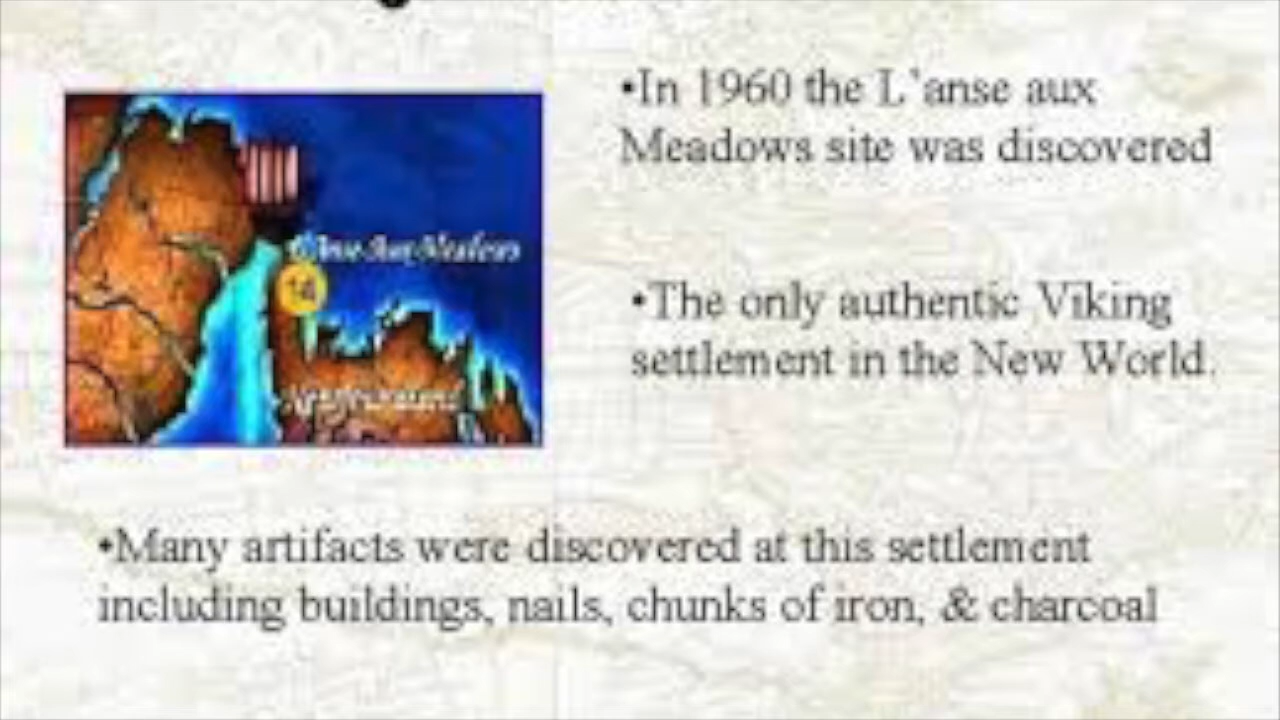 •In 1960 the L'anse aux
Meadows site was discovered
14
•The only authentic Viking
settlement in the New World.
•Many artifacts were discovered at this settlement
including buildings, nails, chunks of iron, & charcoal